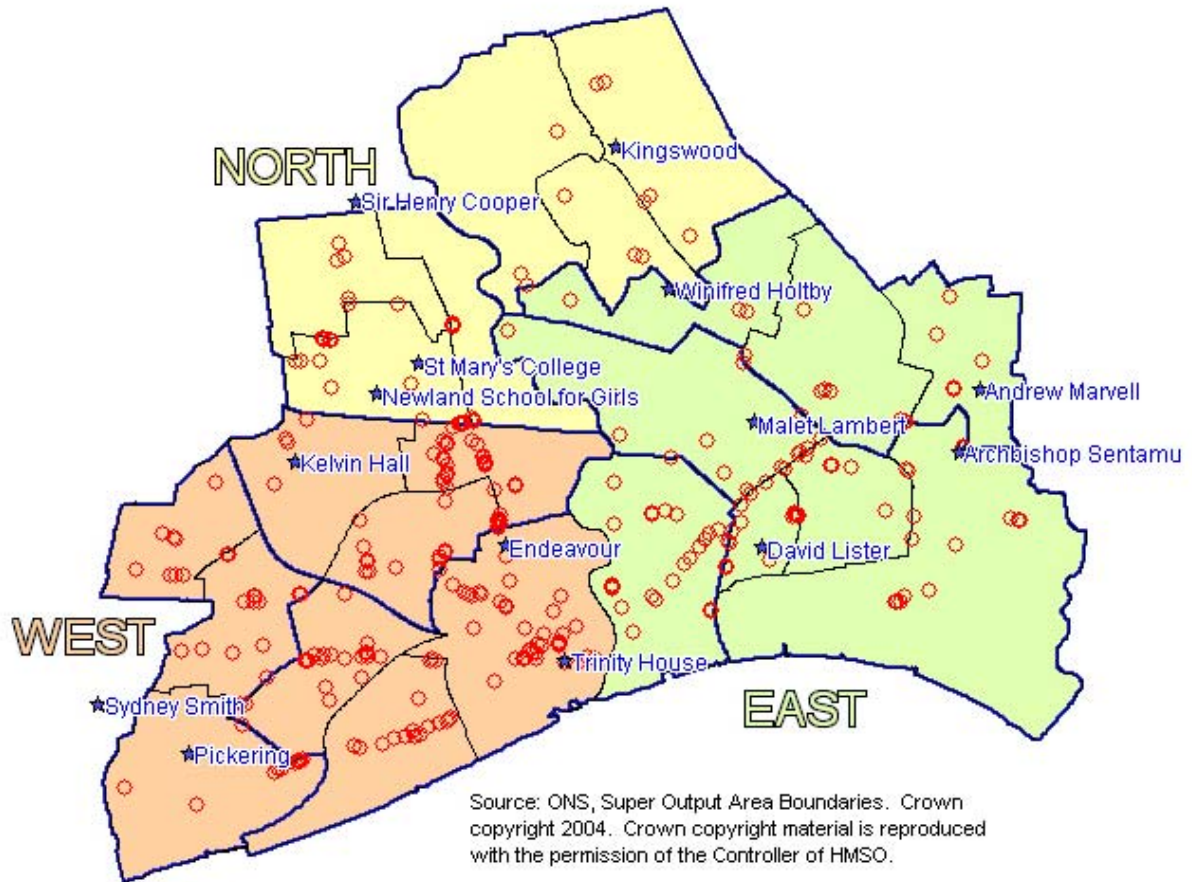 Kingswood
NORTH
Sir Henry Cooper
Winifred Holtby
St Mary's College
Andrew Marvell
Newland School for Girls
Malet Lambert
Archbishop Sentamu
Kelvin Hall
Endeavour
David Lister
WEST
Trinity House
Sydney Smith
EAST
Pickering
Source: ONS, Super Output Area Boundaries. Crown
copyright 2004. Crown copyright material is reproduced
with the permission of the Controller of HMSO.